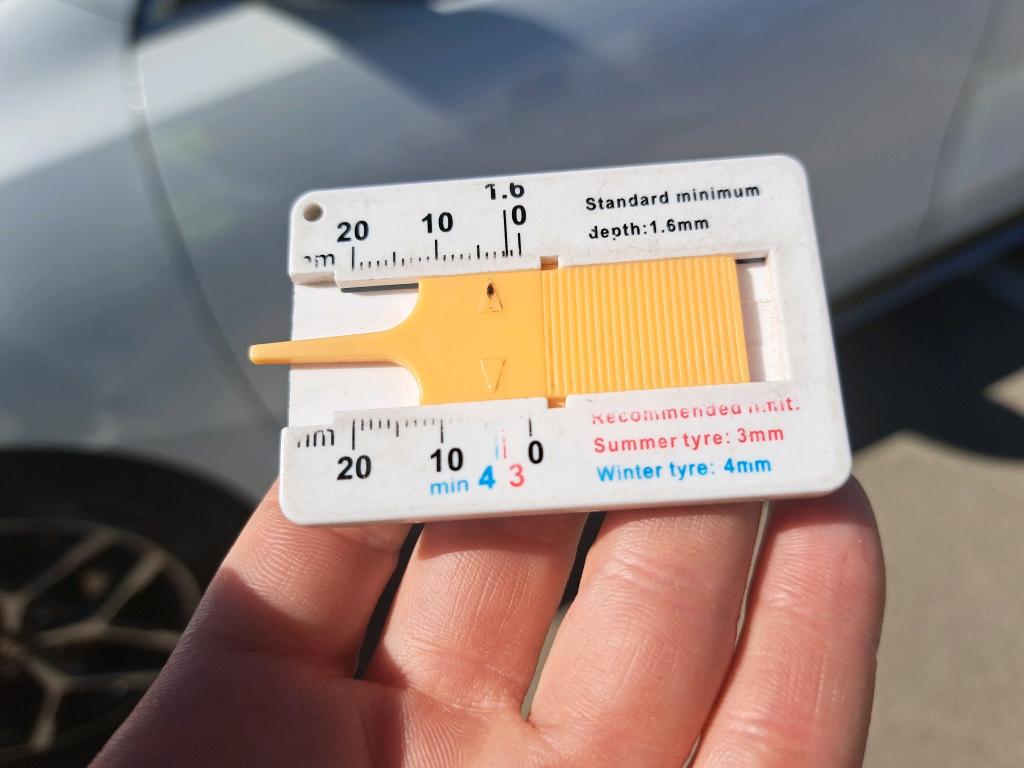 1.6
20 10 0
Standard minimum
depth:1.6mm
Recommended limit:
Summer tyre: 3mm
Winter tyre: 4mm
20 10 0
min 4 3